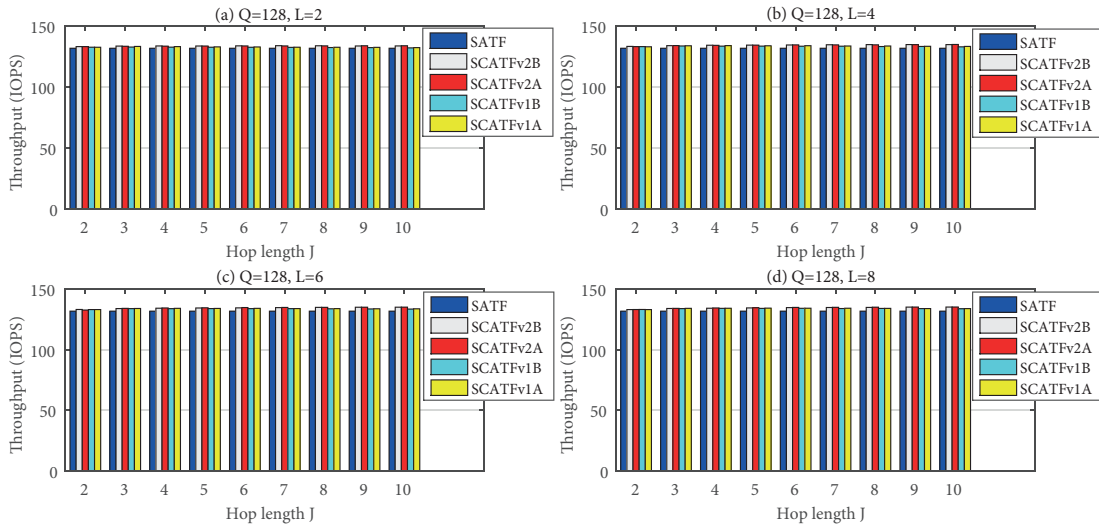 (a) Q=128, L=2
Throughput (IOPS)
150
100
50
0
2 3 4 5 6 7 8 9 10
Hop length J
SATF
SCATFv2B
SCATFv2A
SCATFv1B
SCATFv1A
(b) Q=128, L=4
Throughput (IOPS)
150
100
50
0
2 3 4 5 6 7 8 9 10
Hop length J
SATF
SCATFv2B
SCATFv2A
SCATFv1B
SCATFv1A
(c) Q=128, L=6
Throughput (IOPS)
150
100
50
0
2 3 4 5 6 7 8 9 10
Hop length J
SATF
SCATFv2B
SCATFv2A
SCATFv1B
SCATFv1A
(d) Q=128, L=8
Throughput (IOPS)
150
100
50
0
2 3 4 5 6 7 8 9 10
Hop length J
SATF
SCATFv2B
SCATFv2A
SCATFv1B
SCATFv1A